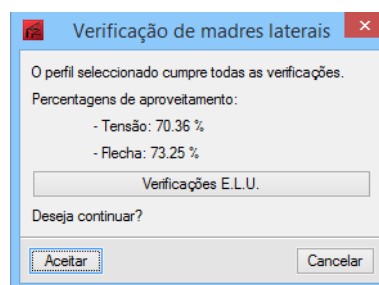 Verificação de madres laterais
O perfil seleccionado cumpre todas as verificações.
Percentagens de aproveitamento:
- Tensão: 70.36 %
- Flecha: 73.25 %
Verificações E.L.U.
Deseja continuar?
Aceitar Cancelar